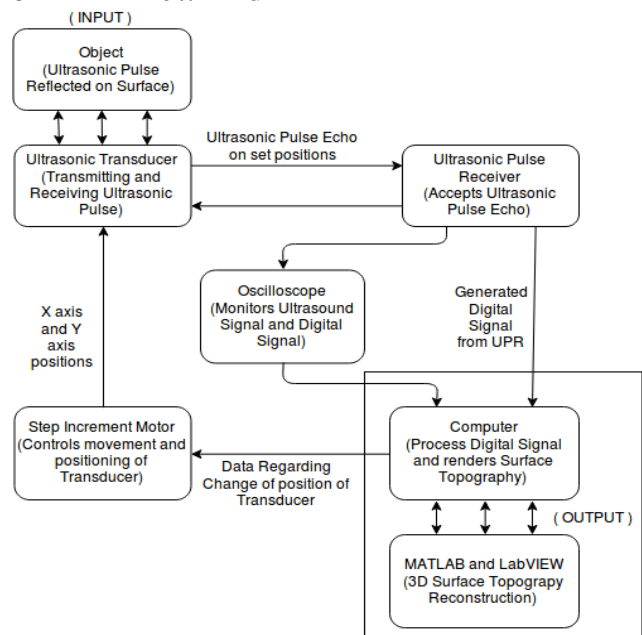 ( INPUT )
Object
(Ultrasonic Pulse
Reflected on Surface)
Ultrasonic Transducer
(Transmitting and
Receiving Ultrasonic
Pulse)
Ultrasonic Pulse Echo
on set positions
Ultrasonic Pulse
Receiver
(Accepts Ultrasonic
Pulse Echo)
Oscilloscope
(Monitors Ultrasound
Signal and Digital
Signal)
Generated
Digital
Signal
from UPR
X axis
and Y
axis
positions
Step Increment Motor
(Controls movement and
positioning of
Transducer)
Data Regarding
Change of position of
Transducer
Computer
(Process Digital Signal
and renders Surface
Topography)
( OUTPUT )
MATLAB and LabVIEW
(3D Surface Topograpy
Reconstruction)